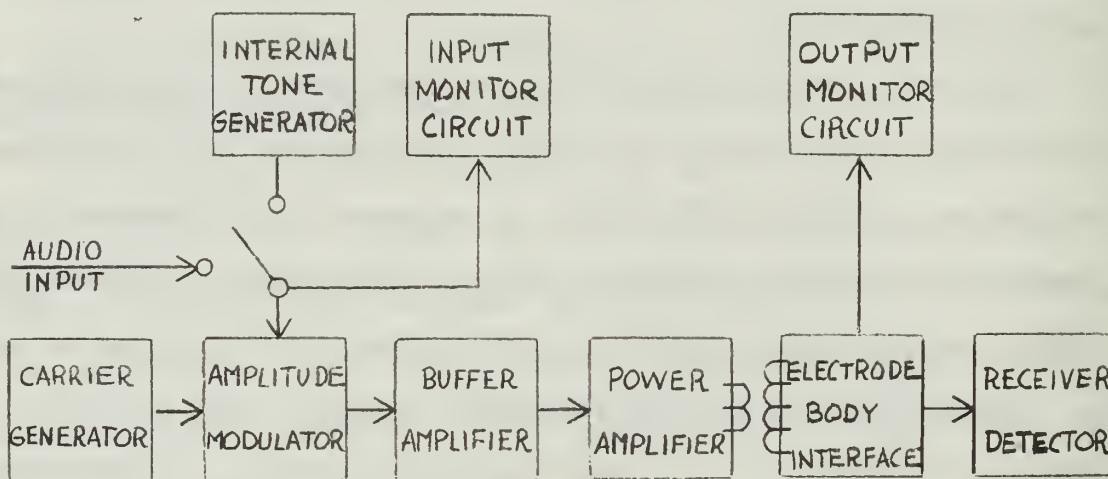 INTERNAL
TONE
GENERATOR
INPUT
MONITOR
CIRCUIT
OUTPUT
MONITOR
CIRCUIT
AUDIO
INPUT
CARRIER
GENERATOR
AMPLITUDE
MODULATOR
BUFFER
AMPLIFIER
POWER
AMPLIFIER
ELECTRODE
BODY
INTERFACE
RECEIVER
DETECTOR